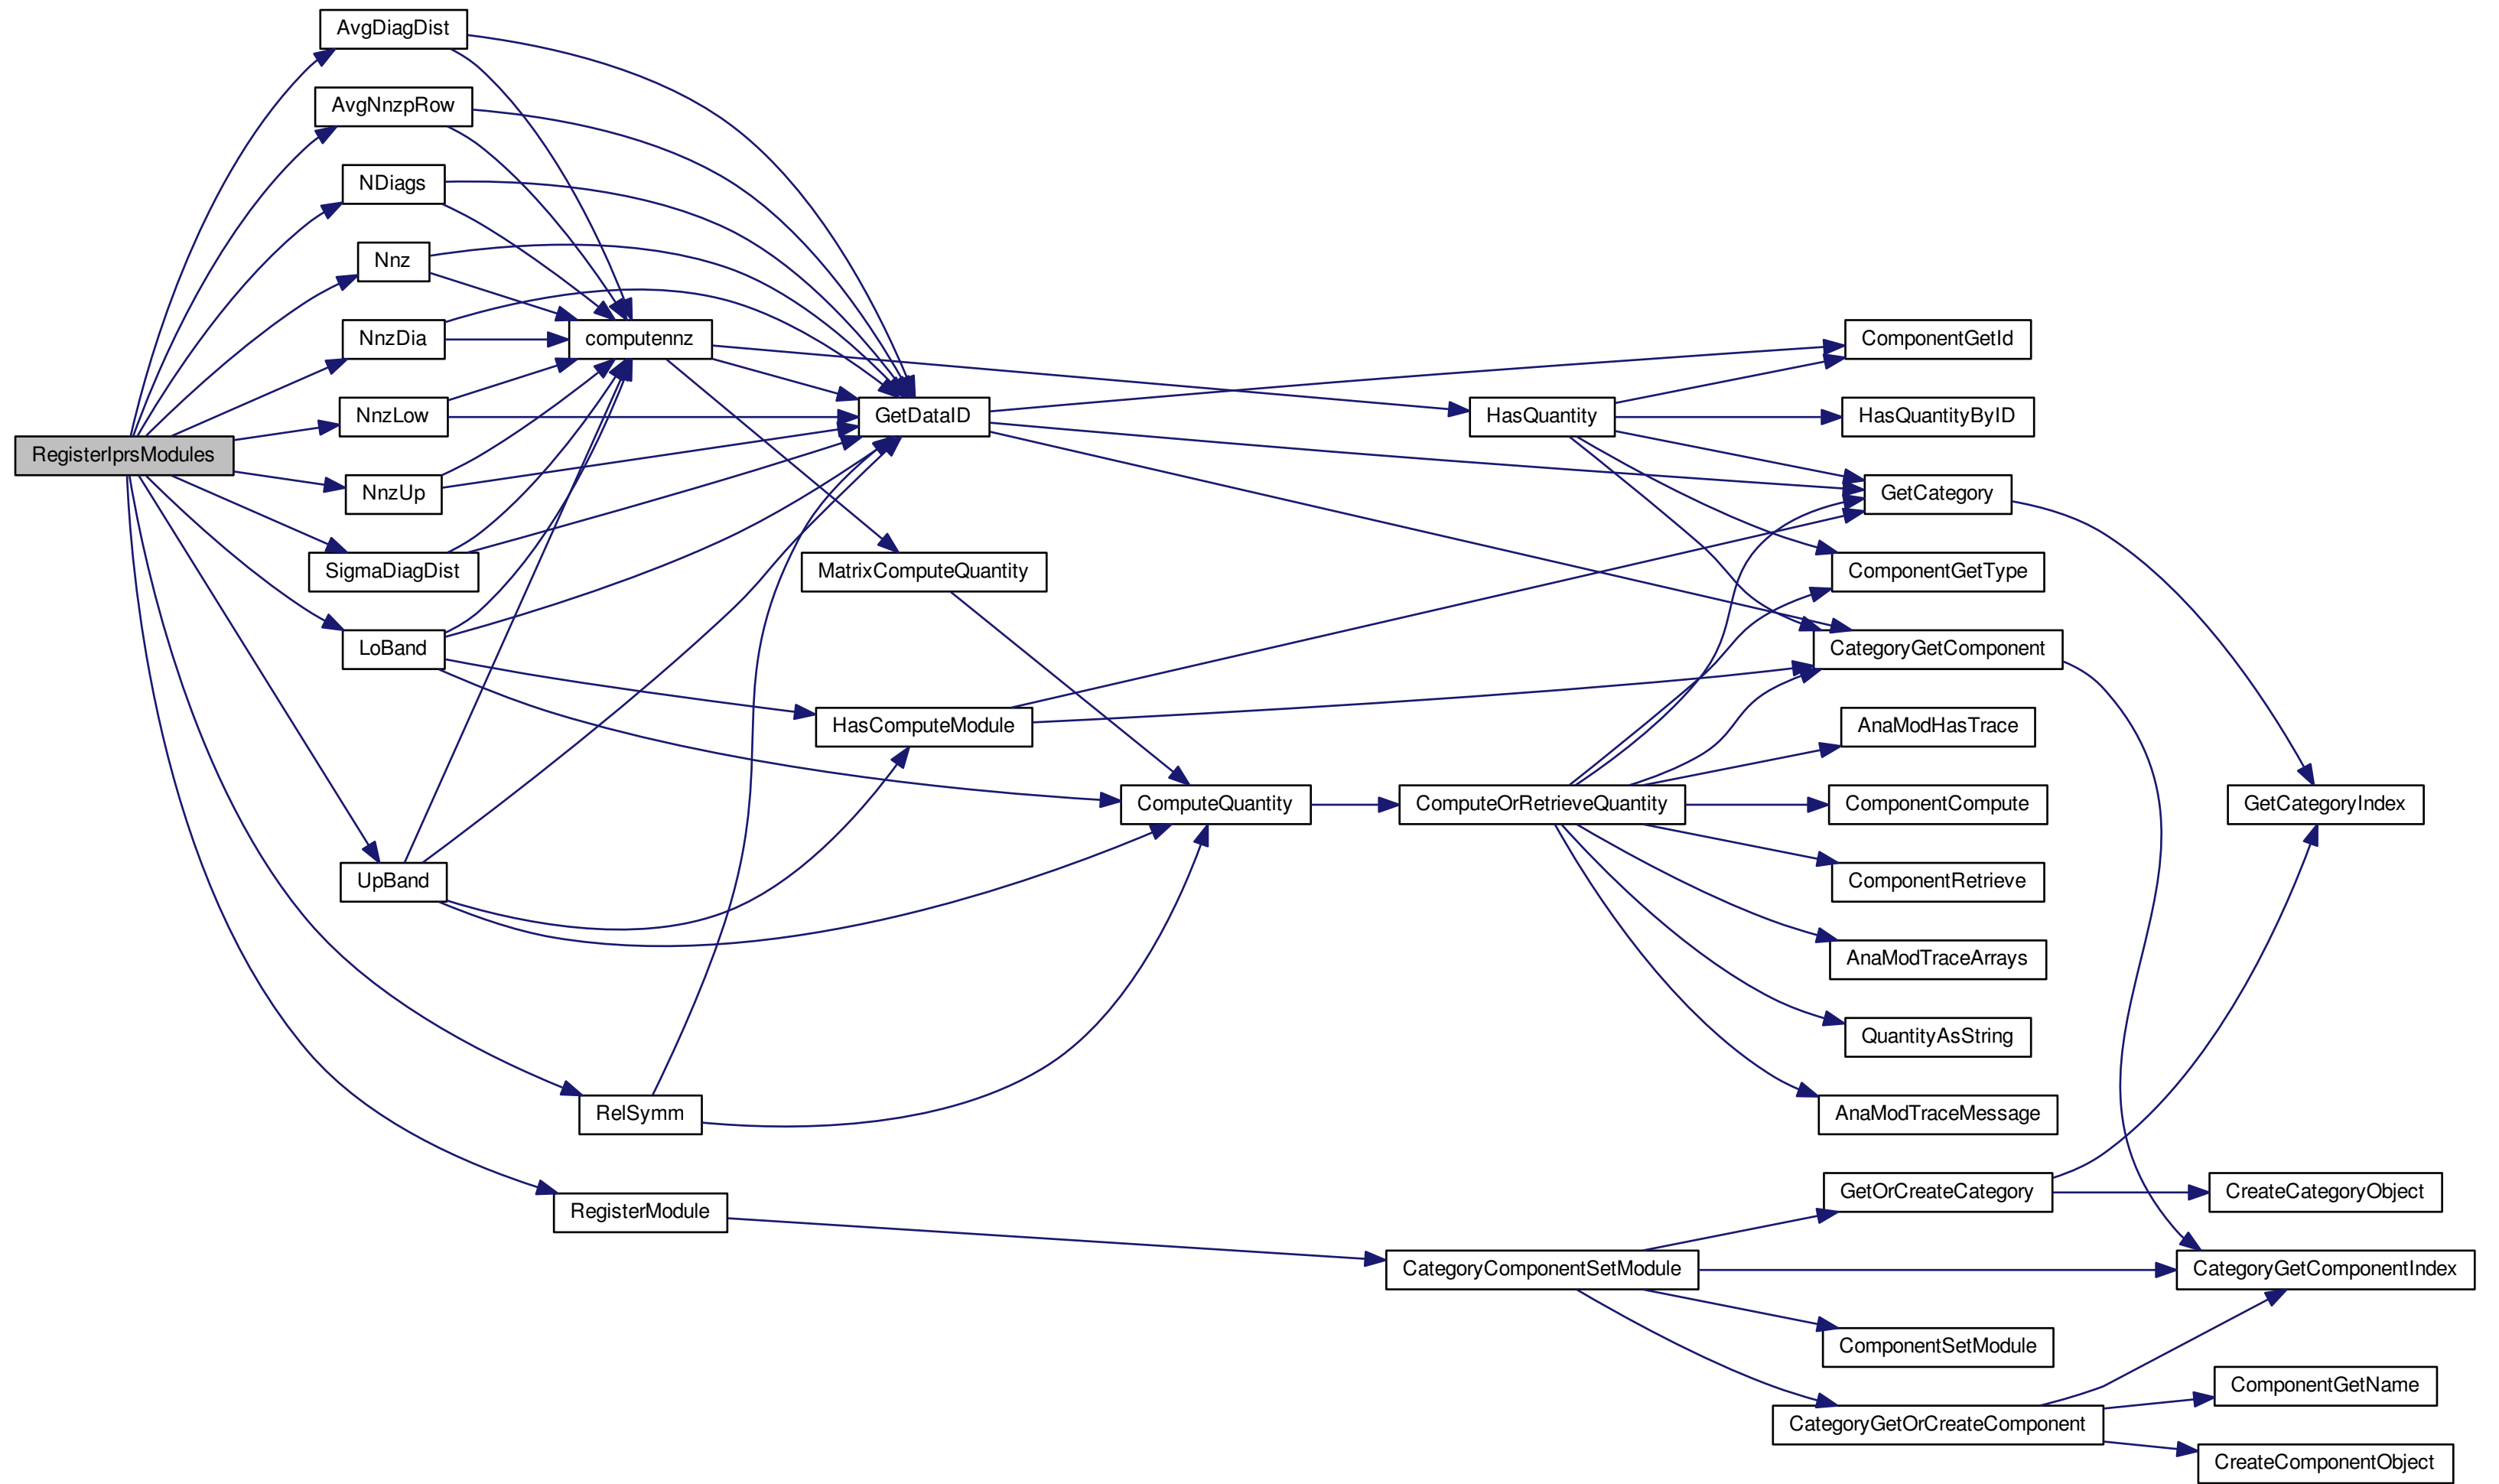 AvgDiagDist
AvgNnzpRow
NDiags
Nnz
NnzDia
computennz
ComponentGetId
NnzLow
GetDataID
HasQuantity
HasQuantityByID
RegisterIprsModules
NnzUp
GetCategory
SigmaDiagDist
MatrixComputeQuantity
ComponentGetType
LoBand
CategoryGetComponent
HasComputeModule
AnaModHasTrace
ComputeQuantity
ComputeOrRetrieveQuantity
ComponentCompute
GetCategoryIndex
UpBand
ComponentRetrieve
AnaModTraceArrays
QuantityAsString
RelSymm
AnaModTraceMessage
RegisterModule
GetOrCreateCategory
CreateCategoryObject
CategoryComponentSetModule
CategoryGetComponentIndex
ComponentSetModule
ComponentGetName
CategoryGetOrCreateComponent
CreateComponentObject